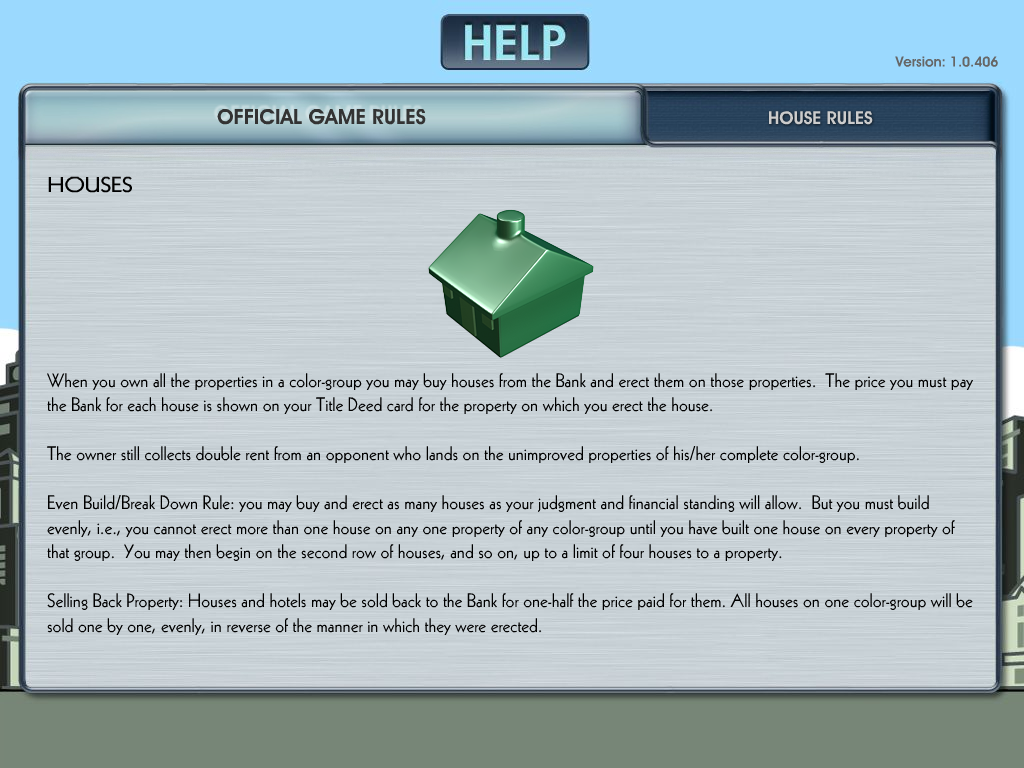 HELP
Version: 1.0.406
OFFICIAL GAME RULES
HOUSE RULES
HOUSES
When you own all the properties in a color-group you may buy houses from the Bank and erect them on those properties.  The price you must pay
the Bank for each house is shown on your Title Deed card for the property on which you erect the house.
The owner still collects double rent from an opponent who lands on the unimproved properties of his/her complete color-group.
Even Build/Break Down Rule: you may buy and erect as many houses as your judgment and financial standing will allow.  But you must build
evenly, i.e., you cannot erect more than one house on any one property of any color-group until you have built one house on every property of
that group.  You may then begin on the second row of houses, and so on, up to a limit of four houses to a property.
Selling Back Property: Houses and hotels may be sold back to the Bank for one-half the price paid for them. All houses on one color-group will be
sold one by one, evenly, in reverse of the manner in which they were erected.